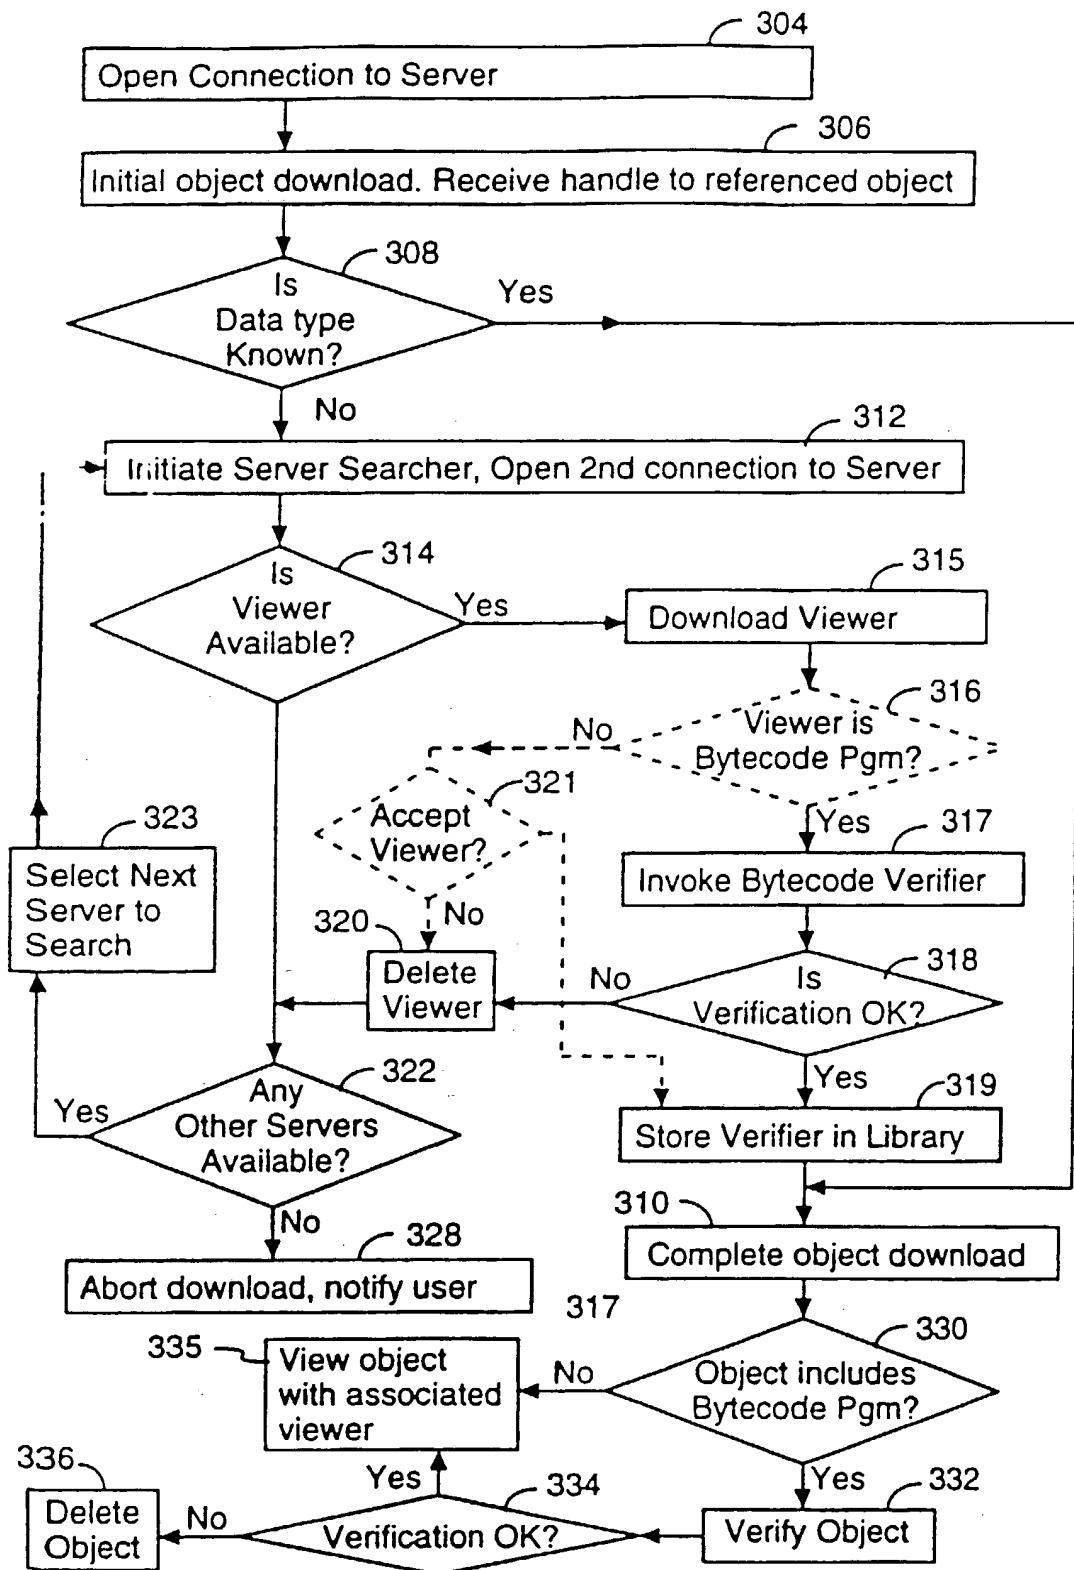 304
Open Connection to Server
306
Initial object download. Receive handle to referenced object
308
Is
Data type
Known?
Yes
No
312
Initiate Server Searcher, Open 2nd connection to Server
314
Is
Viewer
Available?
Yes
315
Download Viewer
316
Viewer is
Bytecode Pgm?
No
Yes
321
Accept
Viewer?
No
317
Invoke Bytecode Verifier
323
Select Next
Server to
Search
320
Delete
Viewer
318
Is
Verification OK?
No
Yes
322
Any
Other Servers
Available?
Yes
No
319
Store Verifier in Library
310
Complete object download
328
Abort download, notify user
317
330
Object includes
Bytecode Pgm?
No
Yes
335
View object
with associated
viewer
332
Verify Object
334
Verification OK?
Yes
No
336
Delete
Object